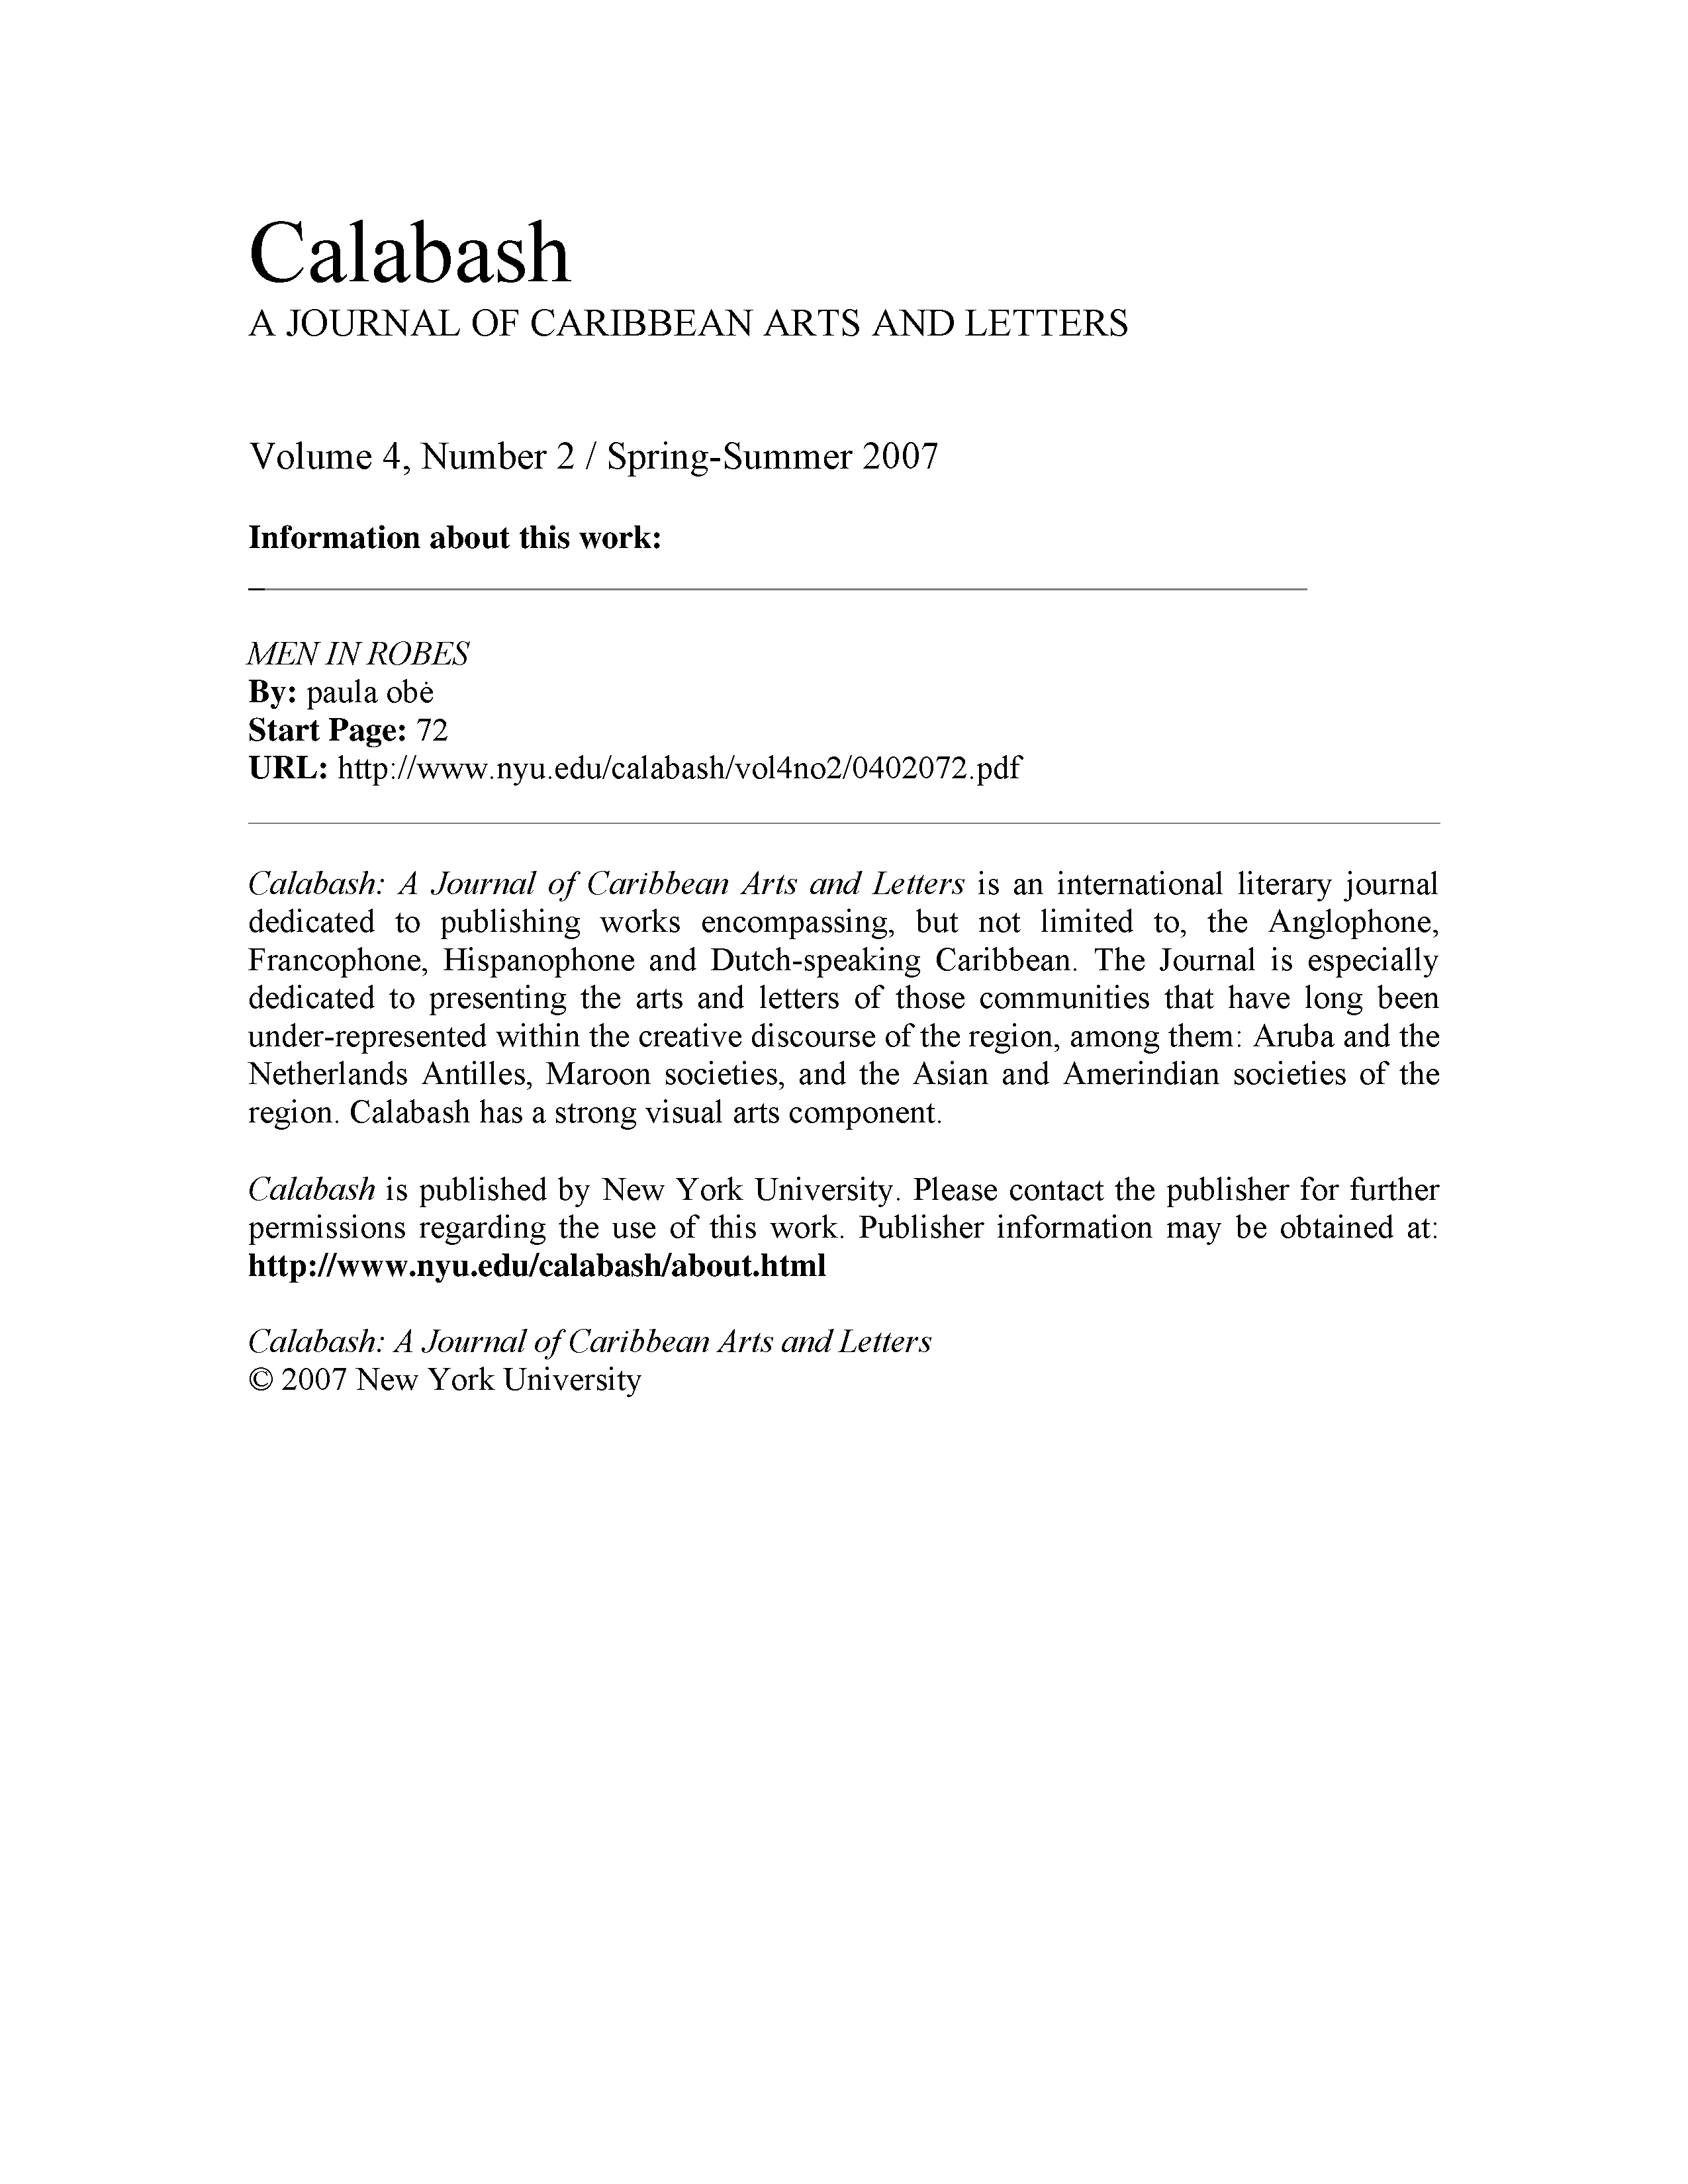 Calabash
A JOURNAL OF CARIBBEAN ARTS AND LETTERS
Volume 4, Number 2 / Spring-Summer 2007
Information about this work:
MEN IN ROBES
By: paula obė
Start Page: 72
URL: http://www.nyu.edu/calabash/vol4no2/0402072.pdf
Calabash: A Journal of Caribbean Arts and Letters is an international literary journal
dedicated to publishing works encompassing, but not limited to, the Anglophone,
Francophone, Hispanophone and Dutch-speaking Caribbean. The Journal is especially
dedicated to presenting the arts and letters of those communities that have long been
under-represented within the creative discourse of the region, among them: Aruba and the
Netherlands Antilles, Maroon societies, and the Asian and Amerindian societies of the
region. Calabash has a strong visual arts component.
Calabash is published by New York University. Please contact the publisher for further
permissions regarding the use of this work. Publisher information may be obtained at:
http://www.nyu.edu/calabash/about.html
Calabash: A Journal of Caribbean Arts and Letters
© 2007 New York University